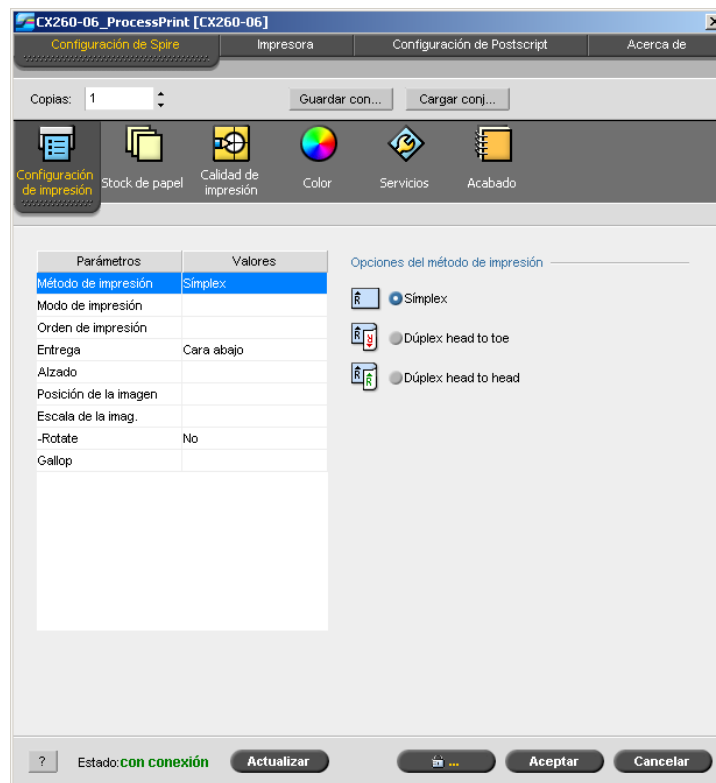 CX260-06_ProcessPrint [CX260-06]
Configuración de Spire Impresora Configuración de Postscript Acerca de
Copias: 1 Guardar con... Cargar conj...
Configuración de impresión
Stock de papel
Calidad de impresión
Color
Servicios
Acabado
Parámetros Valores
Método de impresión Símplex
Modo de impresión
Orden de impresión
Entrega Cara abajo
Alzado
Posición de la imagen
Escala de la imag.
-Rotate No
Gallop
Opciones del método de impresión
Símplex
Dúplex head to toe
Dúplex head to head
? Estado:con conexión Actualizar ... Aceptar Cancelar